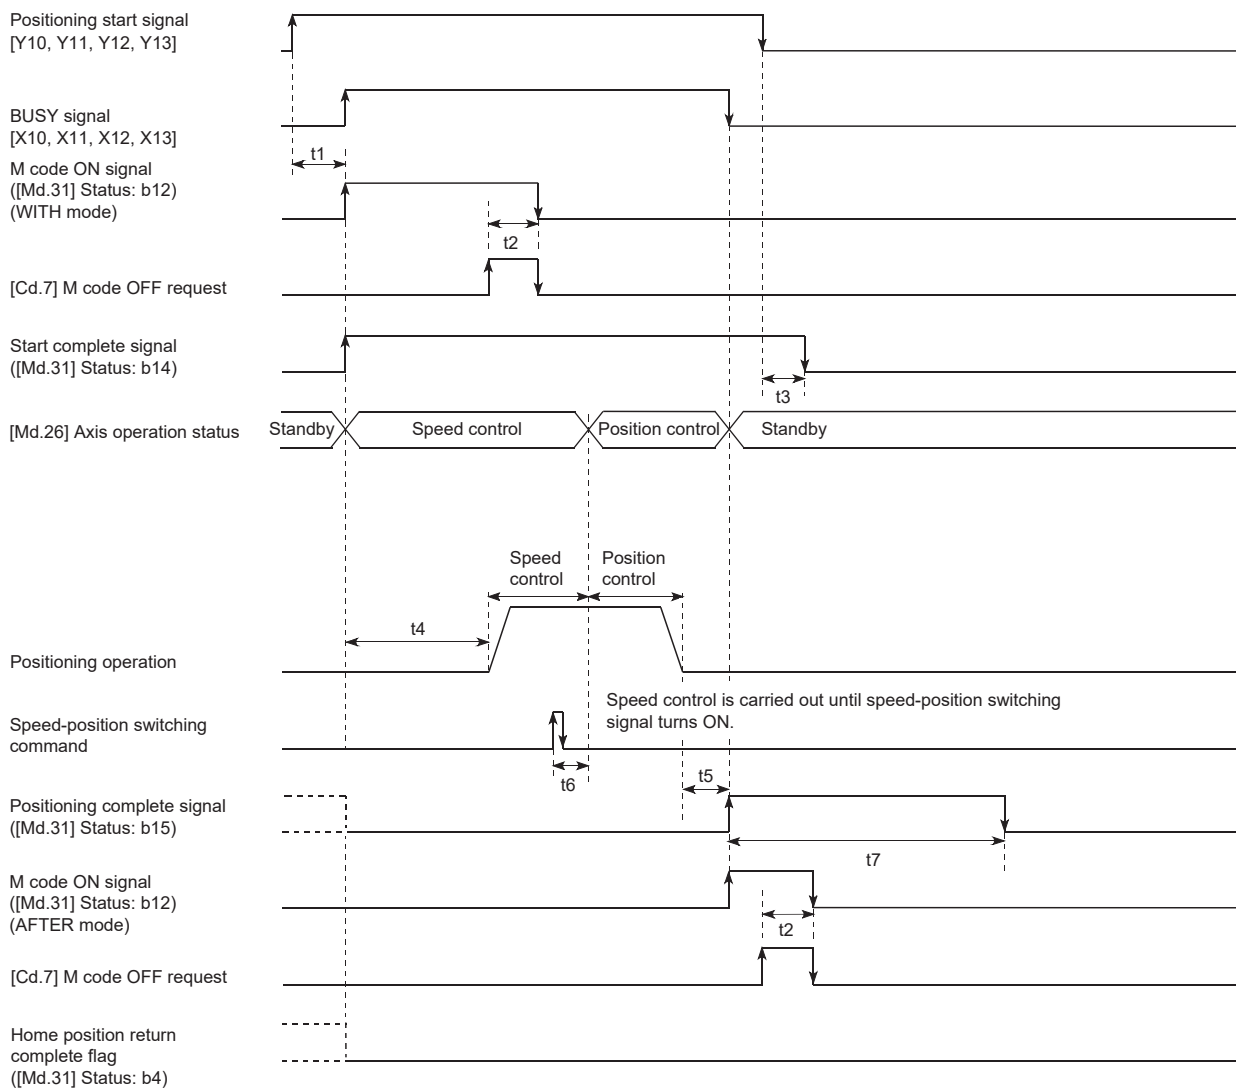 Positioning start signal
[Y10, Y11, Y12, Y13]
BUSY signal
[X10, X11, X12, X13]
t1
M code ON signal
([Md.31] Status: b12)
(WITH mode)
t2
[Cd.7] M code OFF request
Start complete signal
([Md.31] Status: b14)
t3
[Md.26] Axis operation status
Standby
Speed control
Position control
Standby
Speed
control
Position
control
t4
Positioning operation
Speed control is carried out until speed-position switching
signal turns ON.
Speed-position switching
command
t6
t5
Positioning complete signal
([Md.31] Status: b15)
t7
M code ON signal
([Md.31] Status: b12)
(AFTER mode)
t2
[Cd.7] M code OFF request
Home position return
complete flag
([Md.31] Status: b4)